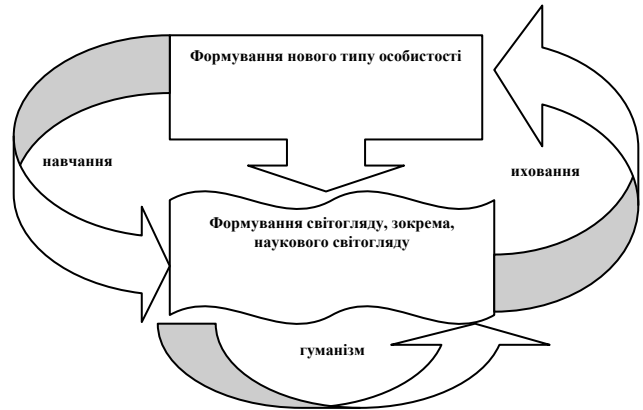 Формування нового типу особистості
навчання
иховання
Формування світогляду, зокрема,
наукового світогляду
гуманізм